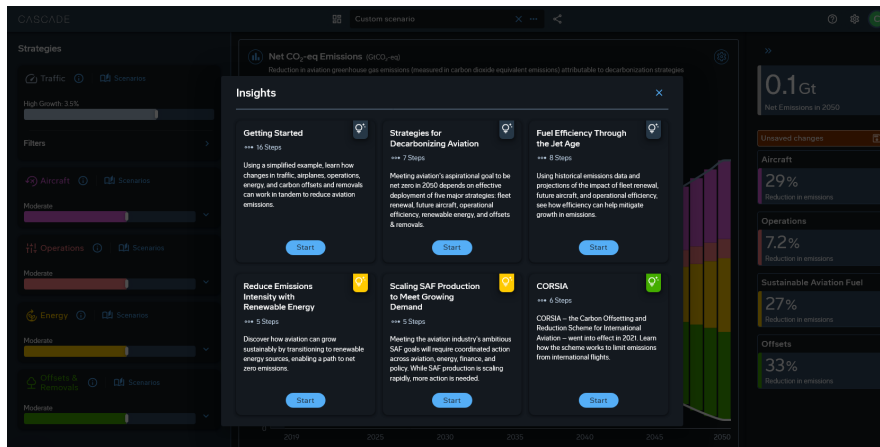 CASCADE
Custom scenario
Strategies
Traffic
Scenarios
High Growth: 3.5%
Filters
Aircraft
Scenarios
Moderate
Operations
Scenarios
Moderate
Energy
Scenarios
Moderate
Offsets &
Removals
Scenarios
Moderate
Net CO₂-eq Emissions (GtCO₂-eq)
Reduction in aviation greenhouse gas emissions (measured in carbon dioxide equivalent emissions) attributable to decarbonization strategies
Insights
Getting Started
16 Steps
Using a simplified example, learn how
changes in traffic, airplanes, operations,
energy, and carbon offsets and removals
can work in tandem to reduce aviation
emissions.
Start
Strategies for
Decarbonizing Aviation
7 Steps
Meeting aviation's aspirational goal to be
net zero in 2050 depends on effective
deployment of five major strategies: fleet
renewal, future aircraft, operational
efficiency, renewable energy, and offsets
& removals.
Start
Fuel Efficiency Through
the Jet Age
8 Steps
Using historical emissions data and
projections of the impact of fleet renewal,
future aircraft, and operational efficiency,
see how efficiency can help mitigate
growth in emissions.
Start
Reduce Emissions
Intensity with
Renewable Energy
5 Steps
Discover how aviation can grow
sustainably by transitioning to renewable
energy sources, enabling a path to net
zero emissions.
Start
Scaling SAF Production
to Meet Growing
Demand
5 Steps
Meeting the aviation industry's ambitious
SAF goals will require coordinated action
across aviation, energy, finance, and
policy. While SAF production is scaling
rapidly, more action is needed.
Start
CORSIA
6 Steps
CORSIA – the Carbon Offsetting and
Reduction Scheme for International
Aviation – went into effect in 2021. Learn
how the scheme works to limit emissions
from international flights.
Start
0
2019 2025 2030 2035 2040 2045 2050
0.1Gt
Net Emissions in 2050
Unsaved changes
Aircraft
29%
Reduction in emissions
Operations
7.2%
Reduction in emissions
Sustainable Aviation Fuel
27%
Reduction in emissions
Offsets
33%
Reduction in emissions